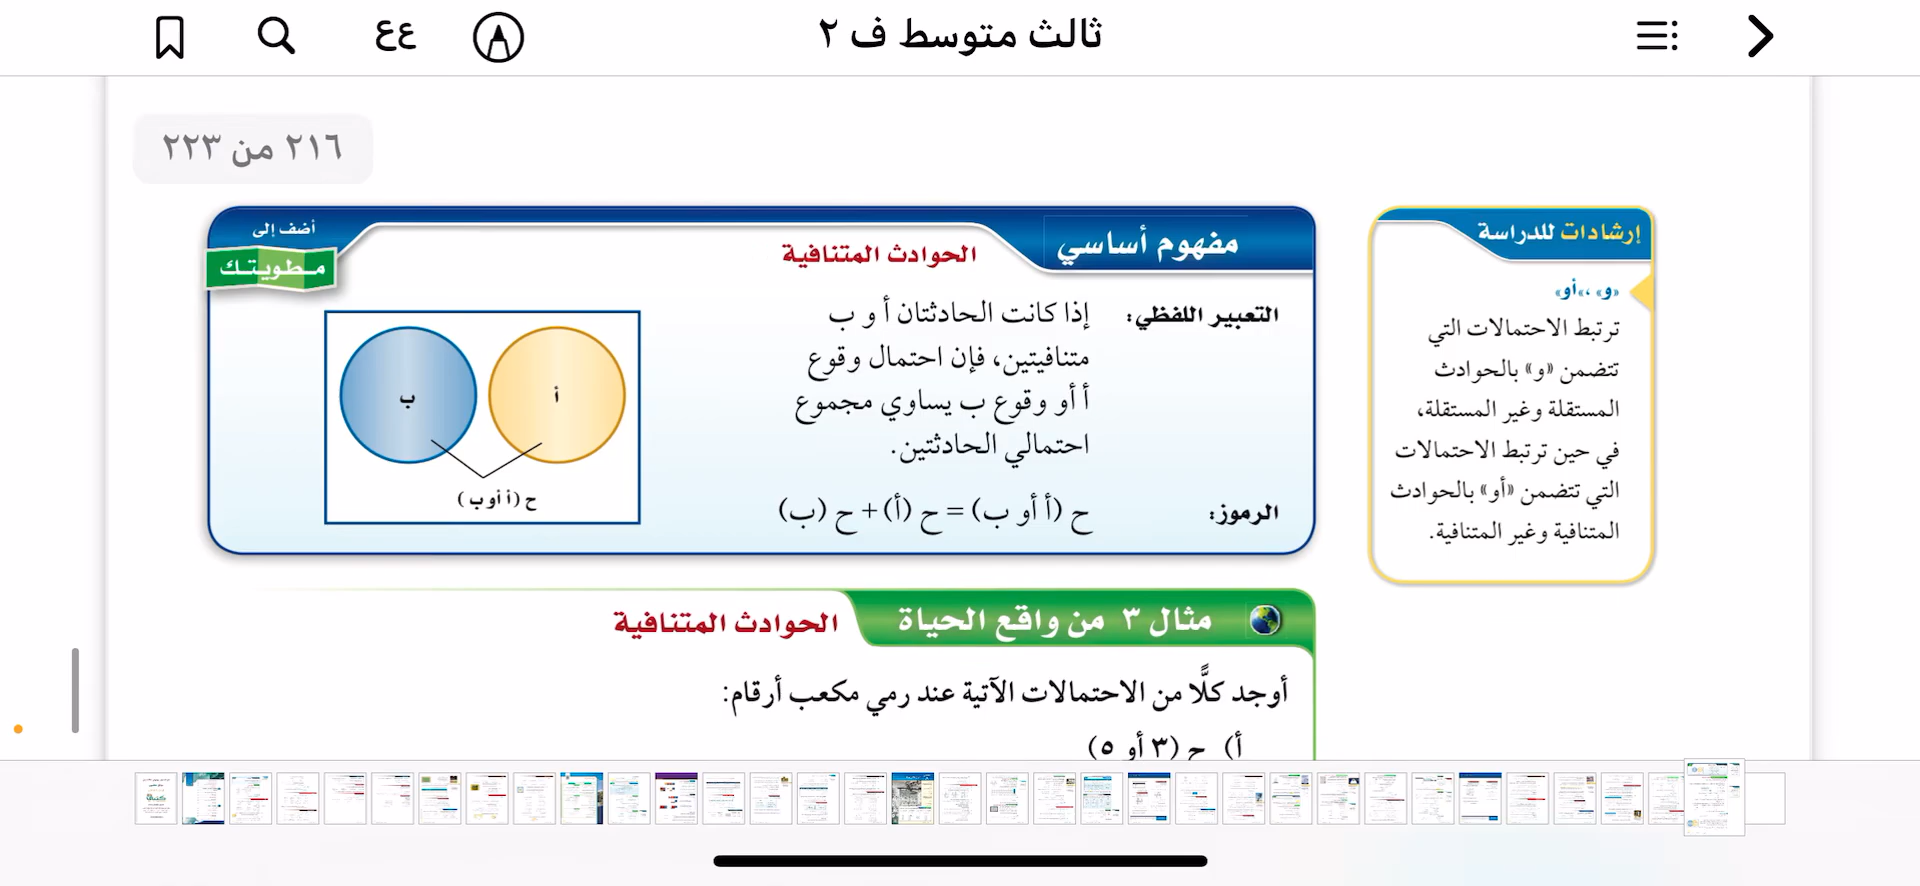 ثالث متوسط ف ٢
عع
٢١٦ من ٢٢٣
إرشادات للدراسة
«و»، «أو»
ترتبط الاحتمالات التي
تتضمن «و» بالحوادث
المستقلة وغير المستقلة،
في حين ترتبط الاحتمالات
التي تتضمن «أو» بالحوادث
المتنافية وغير المتنافية.
مفهوم أساسي
الحوادث المتنافية
أضف إلى
مطويتك
التعبير اللفظي: إذا كانت الحادثتان أ و ب
متنافيتين، فإن احتمال وقوع
أ أو وقوع ب يساوي مجموع
احتمالي الحادثتين.
الرموز: ح (أ أو ب) = ح (أ) + ح (ب)
أ
ب
ح (أ أو ب)
مثال ٣ من واقع الحياة
الحوادث المتنافية
أوجد كلًّا من الاحتمالات الآتية عند رمي مكعب أرقام:
أ) ح (٣ أو ٥)